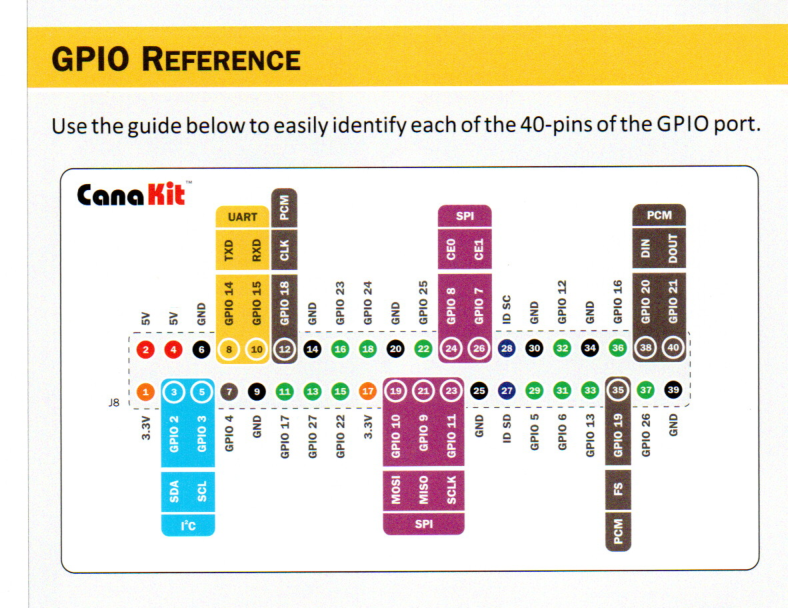 GPIO REFERENCE
Use the guide below to easily identify each of the 40-pins of the GPIO port.
CanaKit™
UART PCM SPI PCM
TXD RXD CLK CE0 CE1 DIN DOUT
5V 5V GND GPIO 14 GPIO 15 GPIO 18 GND GPIO 23 GPIO 24 GND GPIO 25 GPIO 8 GPIO 7 ID SC GND GPIO 12 GND GPIO 16 GPIO 20 GPIO 21
2 4 6 8 10 12 14 16 18 20 22 24 26 28 30 32 34 36 38 40
J8 1 3 5 7 9 11 13 15 17 19 21 23 25 27 29 31 33 35 37 39
3.3V GPIO 2 GPIO 3 GPIO 4 GND GPIO 17 GPIO 27 GPIO 22 3.3V GPIO 10 GPIO 9 GPIO 11 GND ID SD GPIO 5 GPIO 6 GPIO 13 GPIO 19 GPIO 26 GND
SDA SCL MOSI MISO SCLK FS
I²C SPI PCM